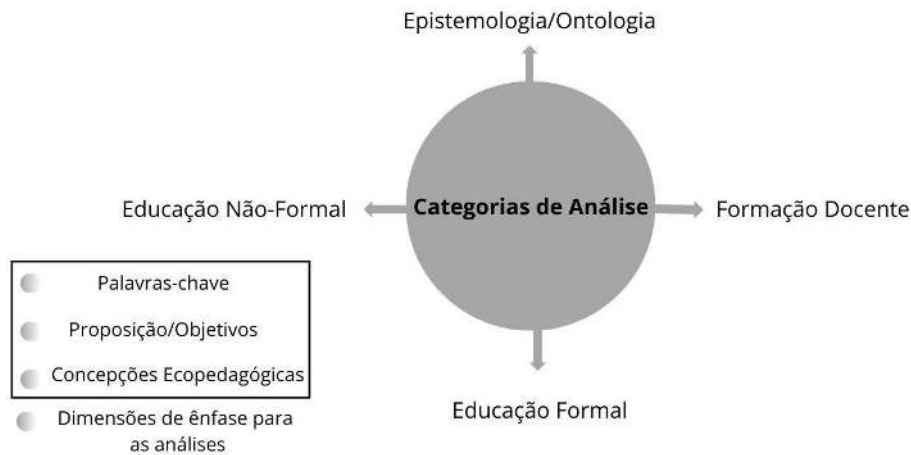 Epistemologia/Ontologia
Educação Não-Formal
Categorias de Análise
Formação Docente
Palavras-chave
Proposição/Objetivos
Concepções Ecopedagógicas
Educação Formal
Dimensões de ênfase para
as análises